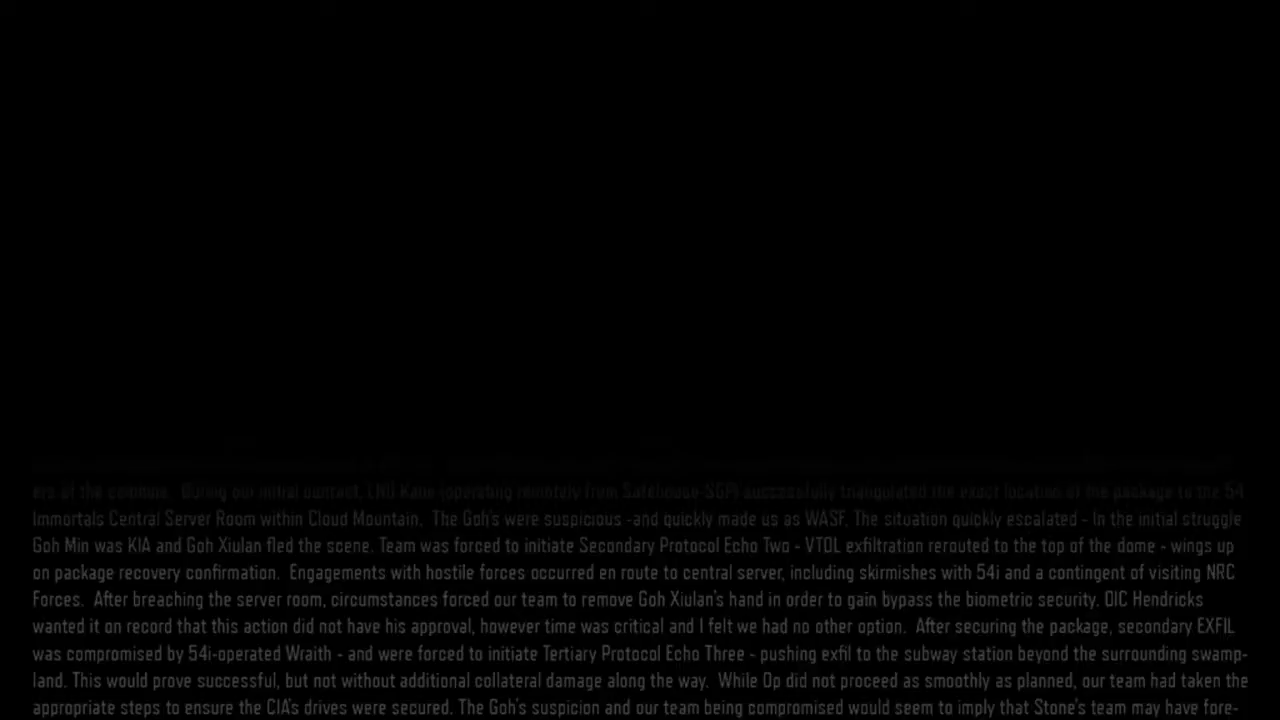 ers of the commune. During our initial contact, LNO Kane (operating remotely from Safehouse-SGP) successfully triangulated the exact location of the package to the 54
Immortals Central Server Room within Cloud Mountain. The Goh's were suspicious -and quickly made us as WASF. The situation quickly escalated - In the initial struggle
Goh Min was KIA and Goh Xiulan fled the scene. Team was forced to initiate Secondary Protocol Echo Two - VTOL exfiltration rerouted to the top of the dome - wings up
on package recovery confirmation. Engagements with hostile forces occurred en route to central server, including skirmishes with 54i and a contingent of visiting NRC
Forces. After breaching the server room, circumstances forced our team to remove Goh Xiulan's hand in order to gain bypass the biometric security. OIC Hendricks
wanted it on record that this action did not have his approval, however time was critical and I felt we had no other option. After securing the package, secondary EXFIL
was compromised by 54i-operated Wraith - and were forced to initiate Tertiary Protocol Echo Three - pushing exfil to the subway station beyond the surrounding swamp-
land. This would prove successful, but not without additional collateral damage along the way. While Op did not proceed as smoothly as planned, our team had taken the
appropriate steps to ensure the CIA's drives were secured. The Goh's suspicion and our team being compromised would seem to imply that Stone's team may have fore-